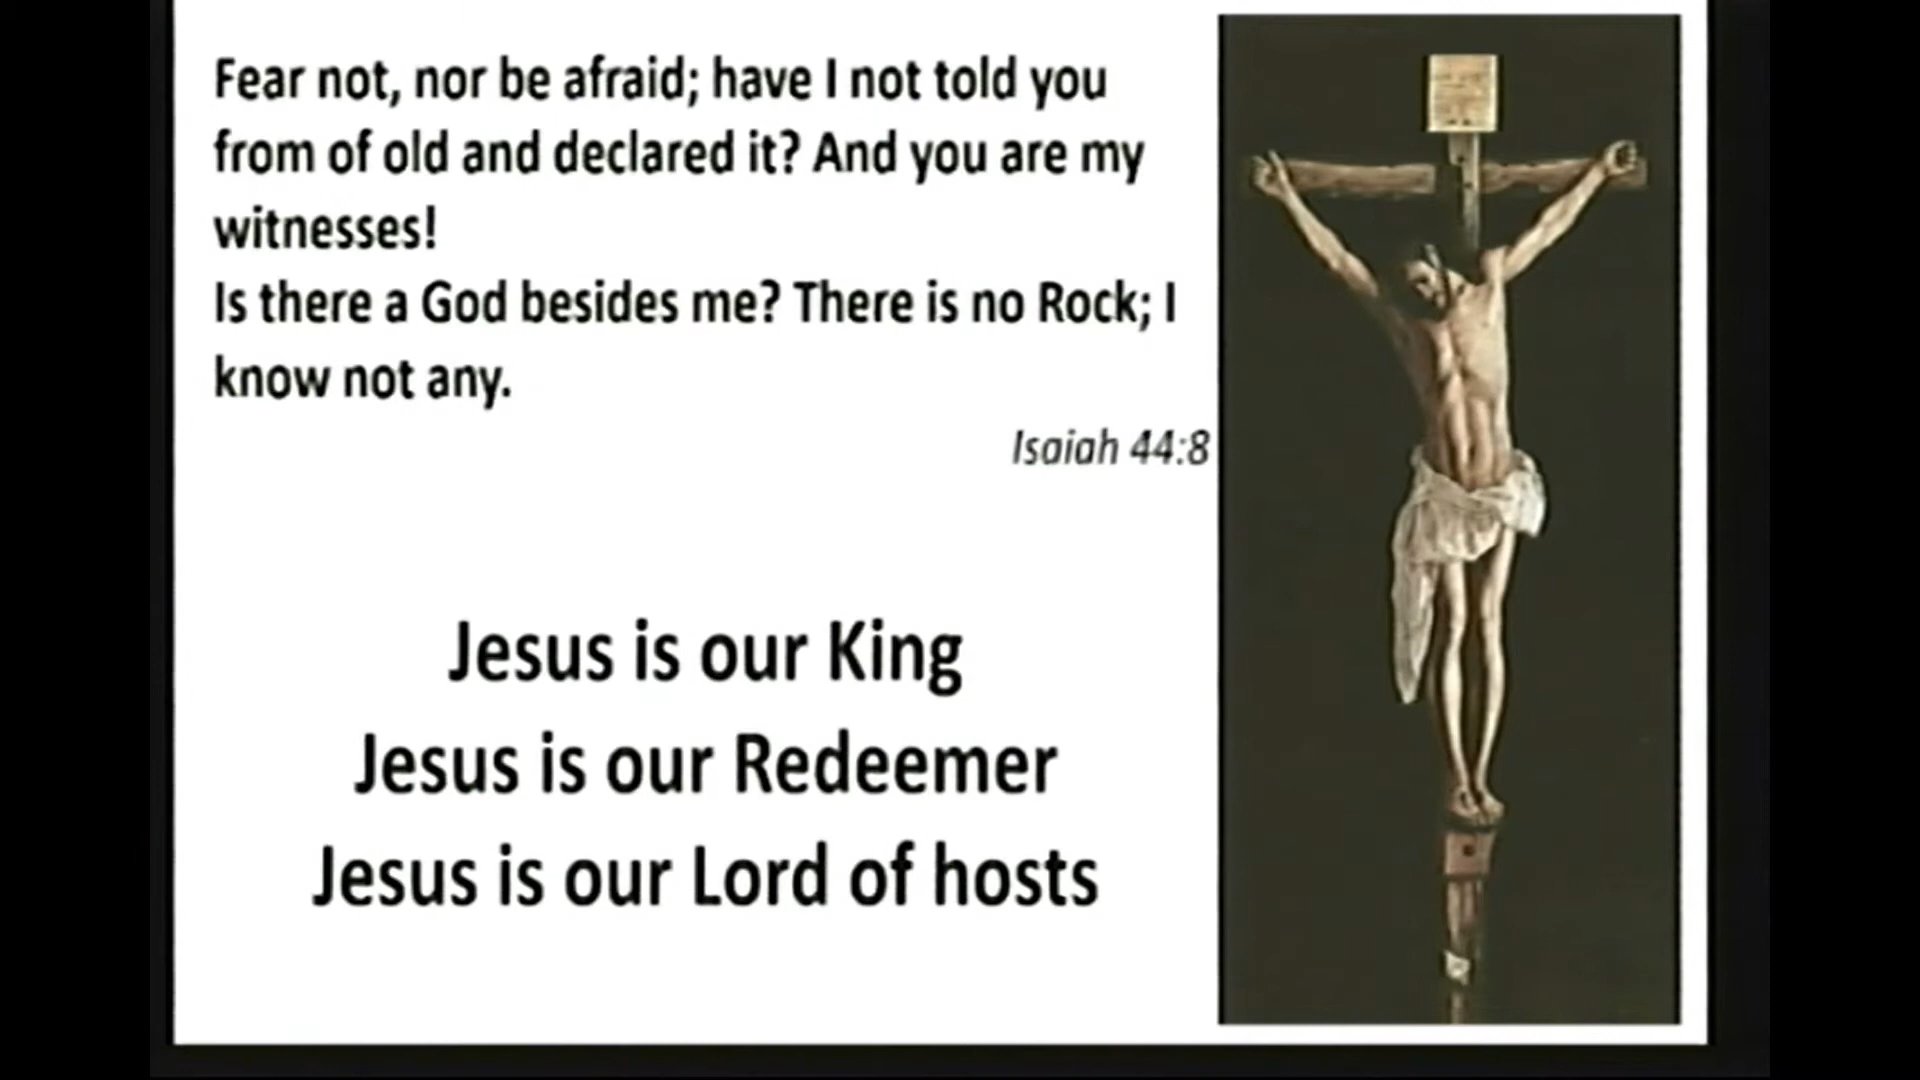 Fear not, nor be afraid; have I not told you
from of old and declared it? And you are my
witnesses!
Is there a God besides me? There is no Rock; I
know not any.
Isaiah 44:8
Jesus is our King
Jesus is our Redeemer
Jesus is our Lord of hosts